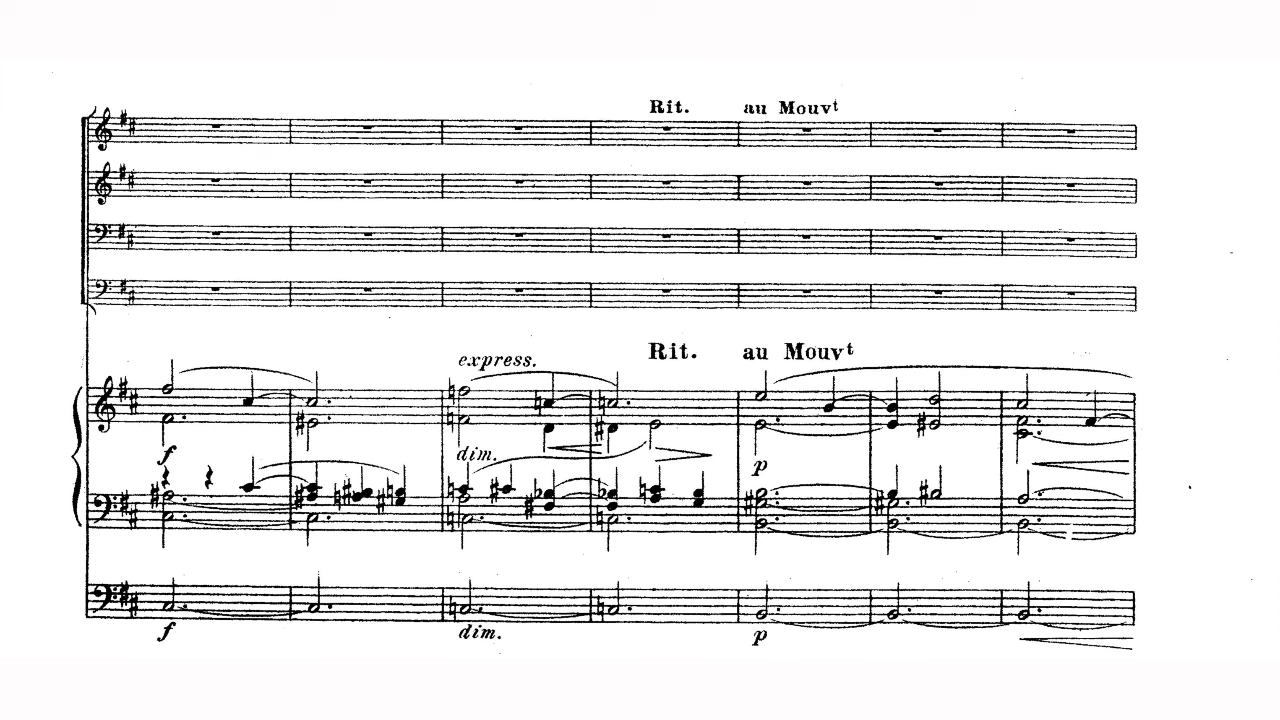 Rit. au Mouvt
express. Rit. au Mouvt
f dim. p
f dim. p